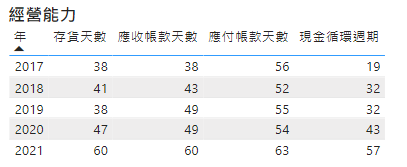 經營能力
年 存貨天數 應收帳款天數 應付帳款天數 現金循環週期
2017 38 38 56 19
2018 41 43 52 32
2019 38 49 55 32
2020 47 49 54 43
2021 60 60 63 57